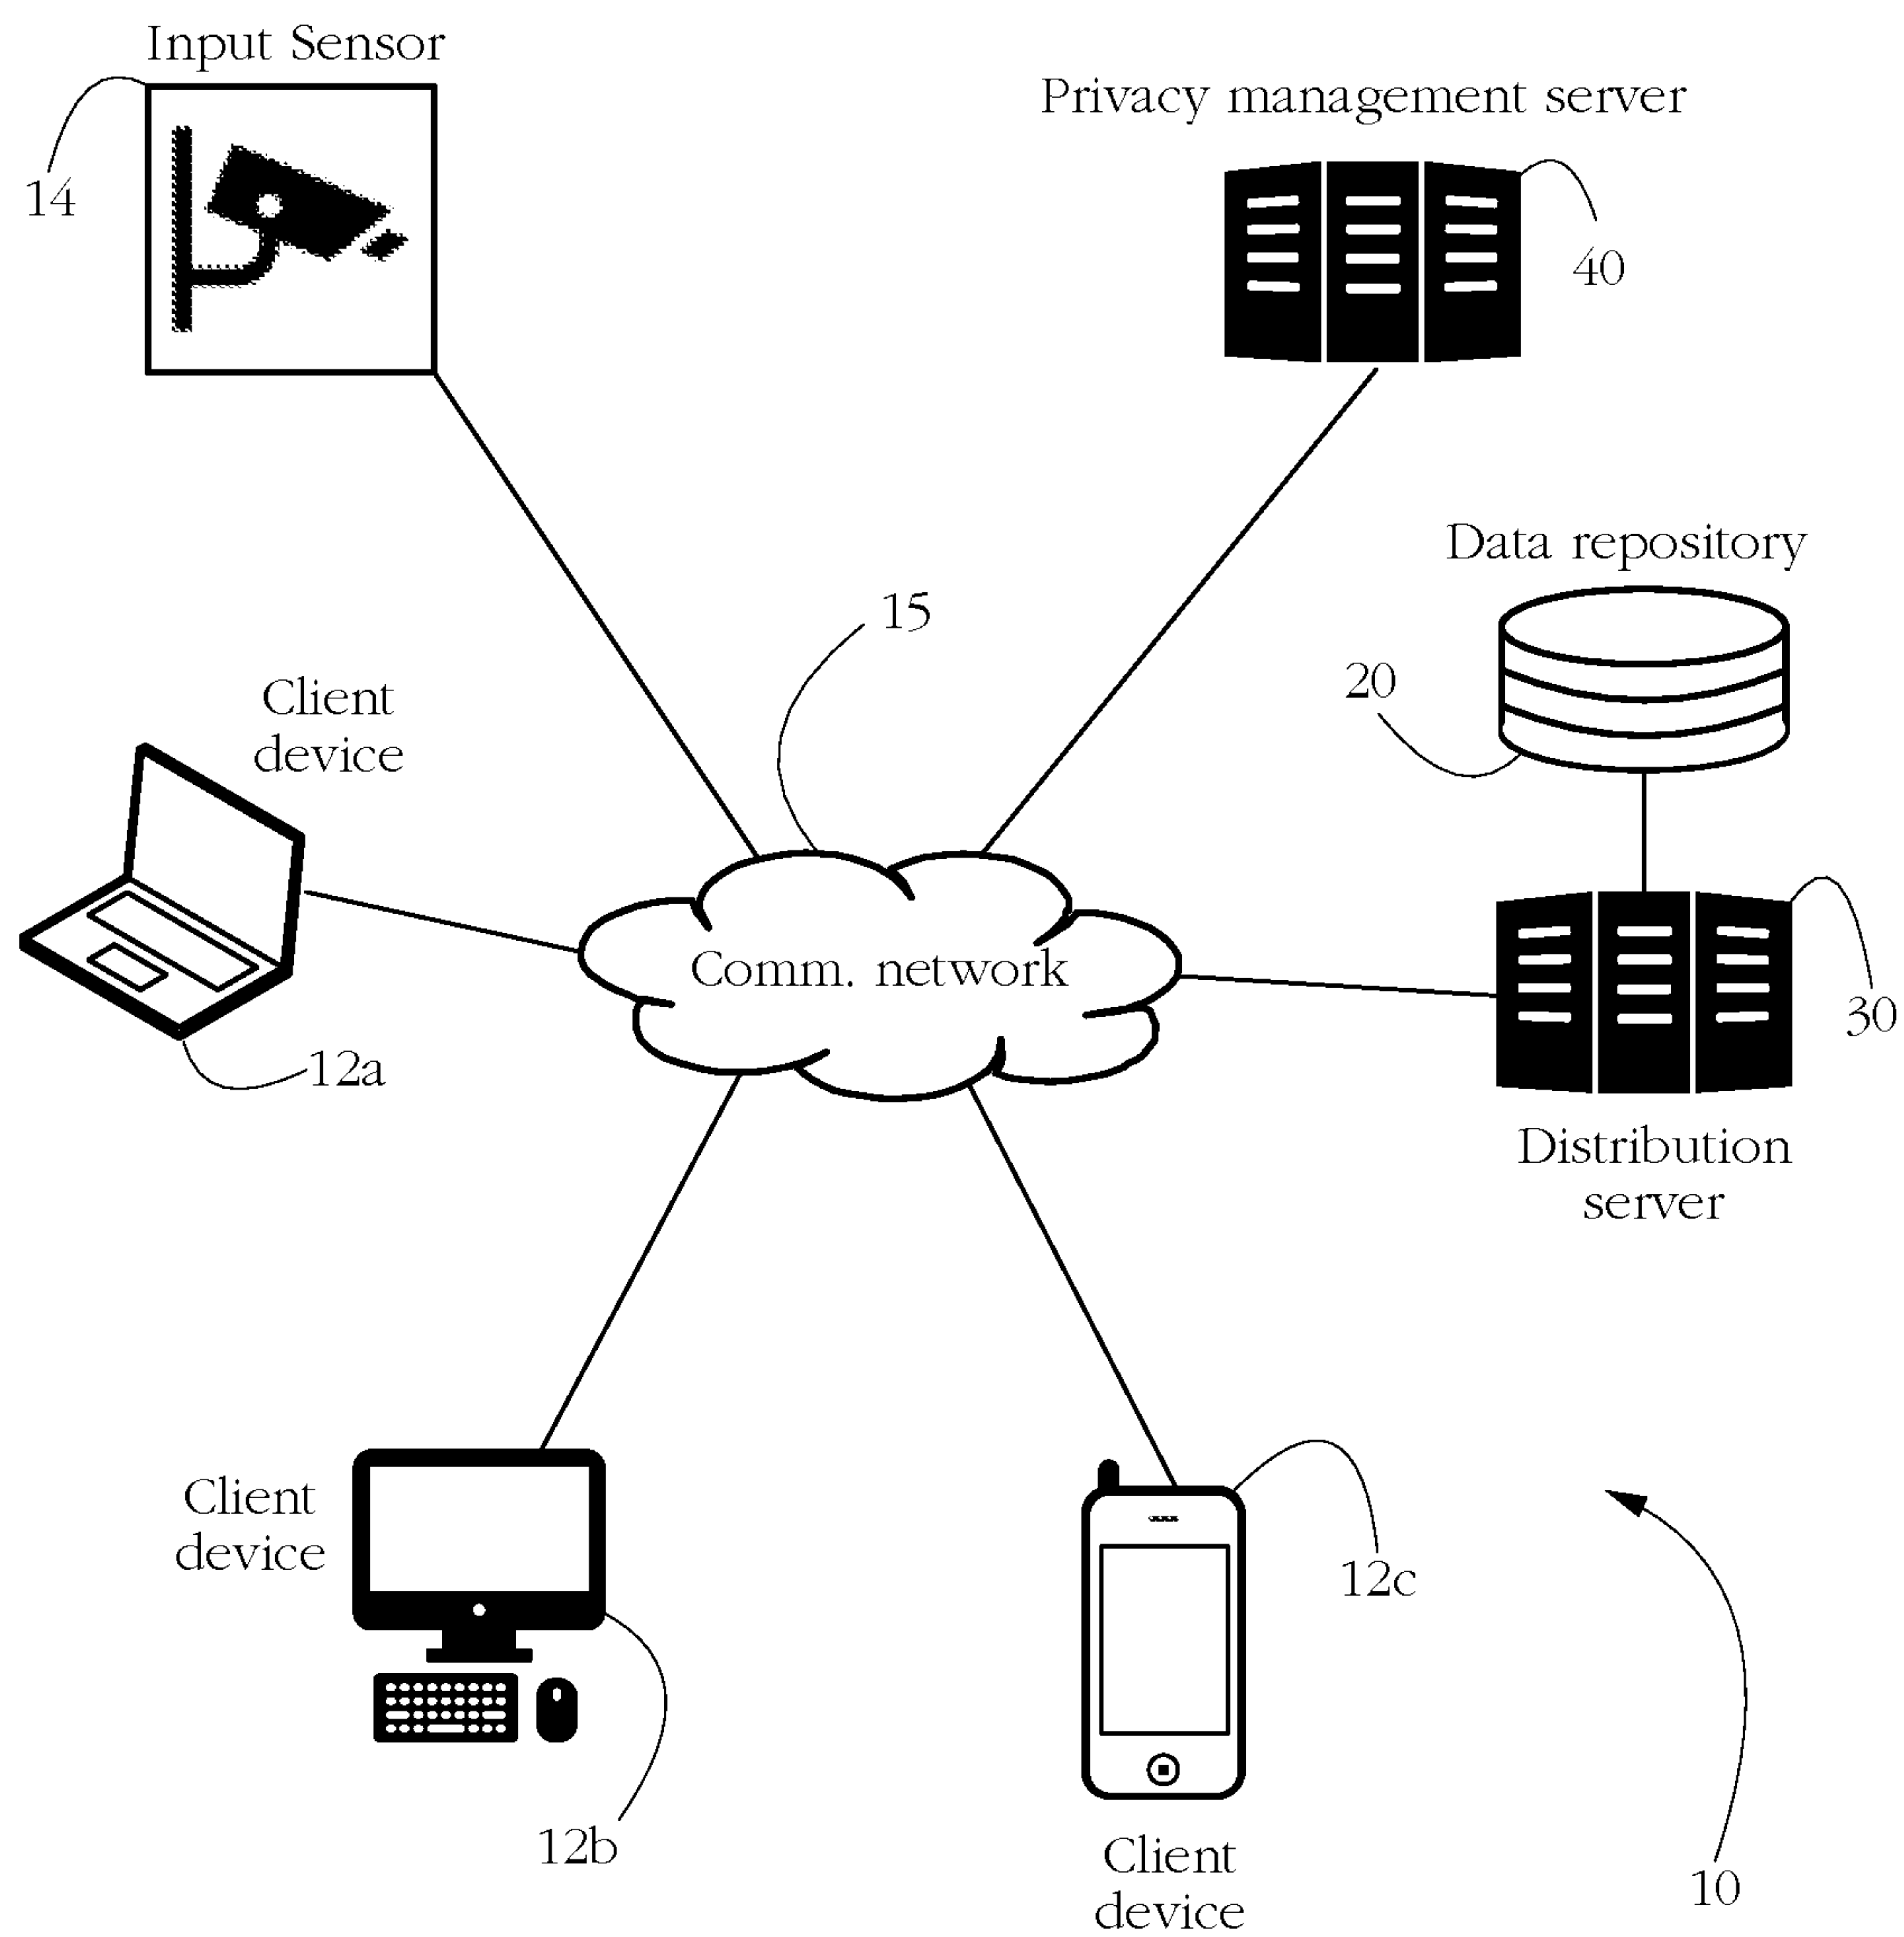 Input Sensor
Privacy management server
14
40
Data repository
15
20
Client
device
Comm. network
30
12a
Distribution
server
Client
device
12c
12b
Client
device
10